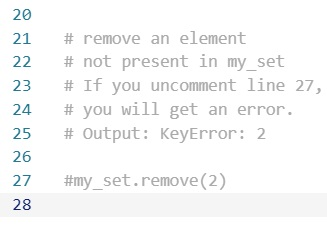 20
21 # remove an element
22 # not present in my_set
23 # If you uncomment line 27,
24 # you will get an error.
25 # Output: KeyError: 2
26
27 #my_set.remove(2)
28